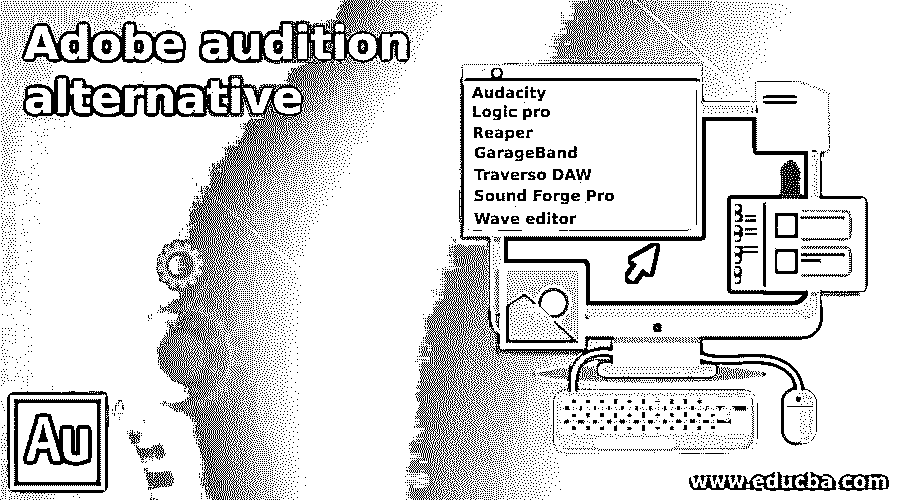 Adobe audition
alternative
Audacity
Logic pro
Reaper
GarageBand
Traverso DAW
Sound Forge Pro
Wave editor
Au
www.educba.com